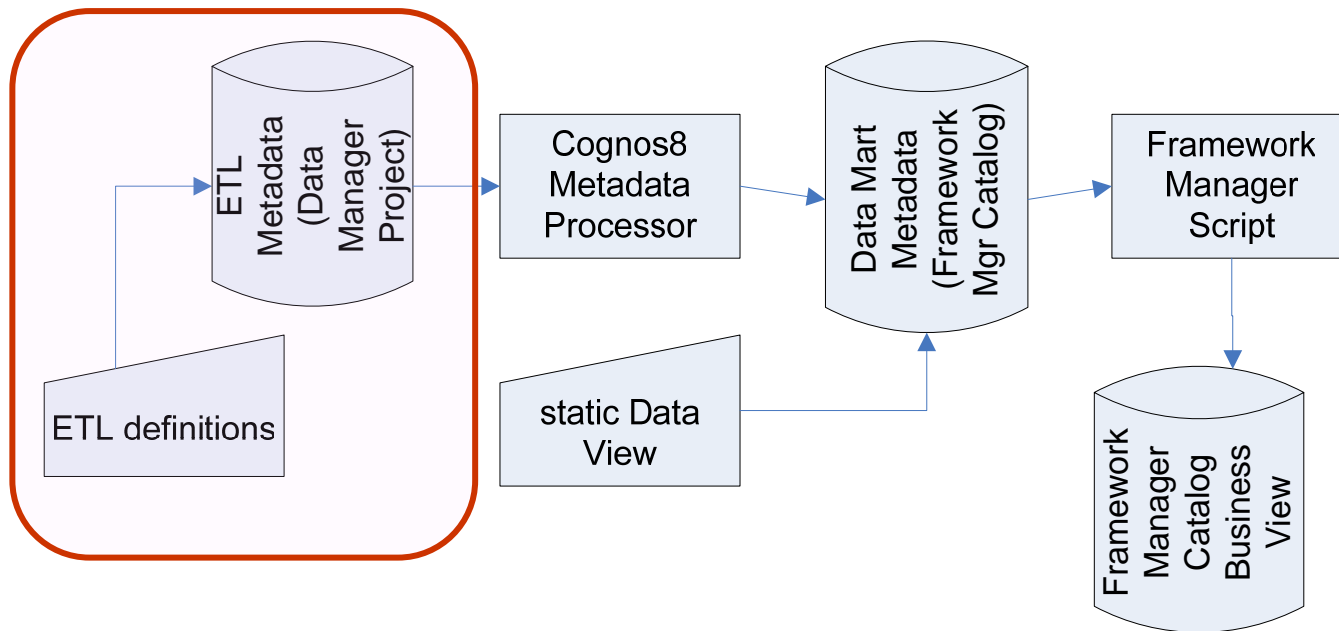 ETL
Metadata
(Data
Manager
Project)
Cognos8
Metadata
Processor
Data Mart
Metadata
(Framework
Mgr Catalog)
Framework
Manager
Script
ETL definitions
static Data
View
Framework
Manager
Catalog
Business
View